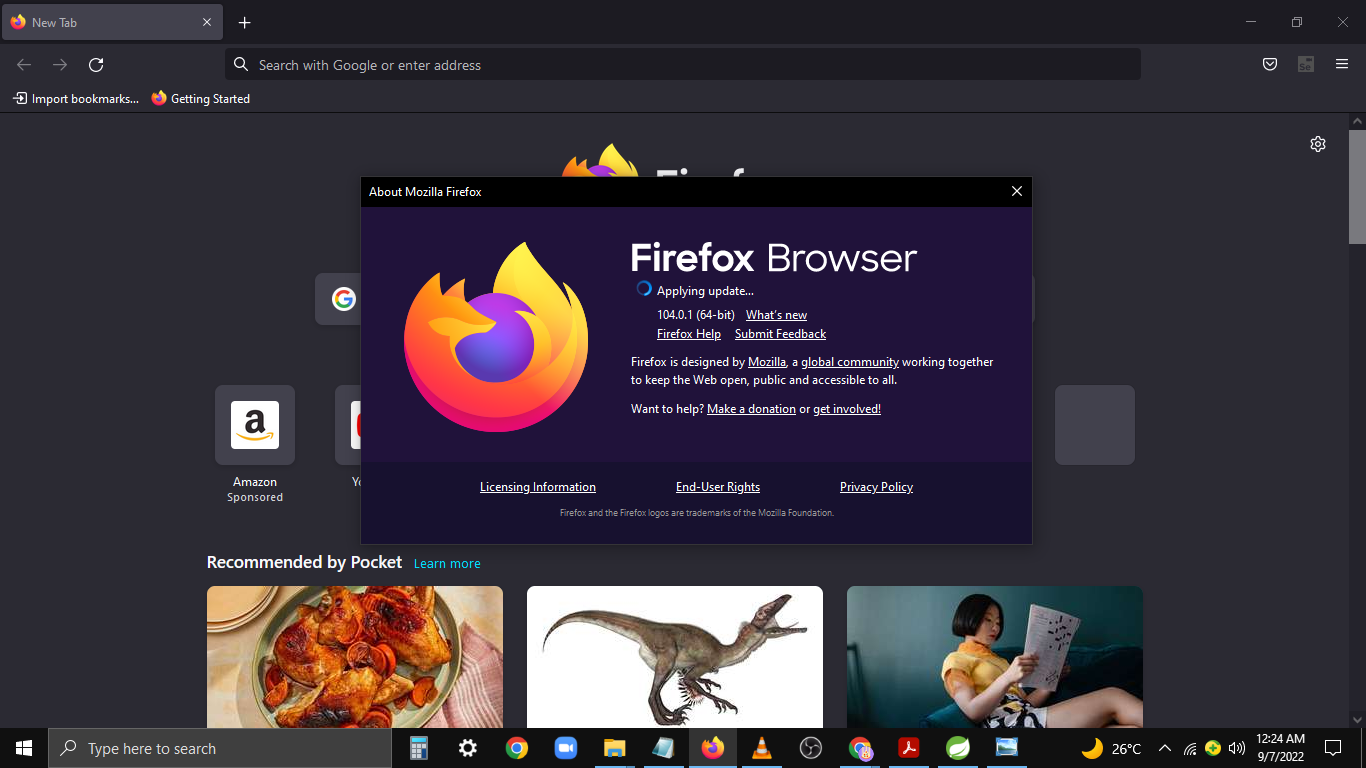 New Tab
Search with Google or enter address
Import bookmarks...
Getting Started
About Mozilla Firefox
Firefox Browser
Applying update...
104.0.1 (64-bit) What's new
Firefox Help Submit Feedback
Firefox is designed by Mozilla, a global community working together
to keep the Web open, public and accessible to all.
Want to help? Make a donation or get involved!
Amazon
Sponsored
Licensing Information End-User Rights Privacy Policy
Firefox and the Firefox logos are trademarks of the Mozilla Foundation.
Recommended by Pocket Learn more
Type here to search
26°C
12:24 AM
9/7/2022